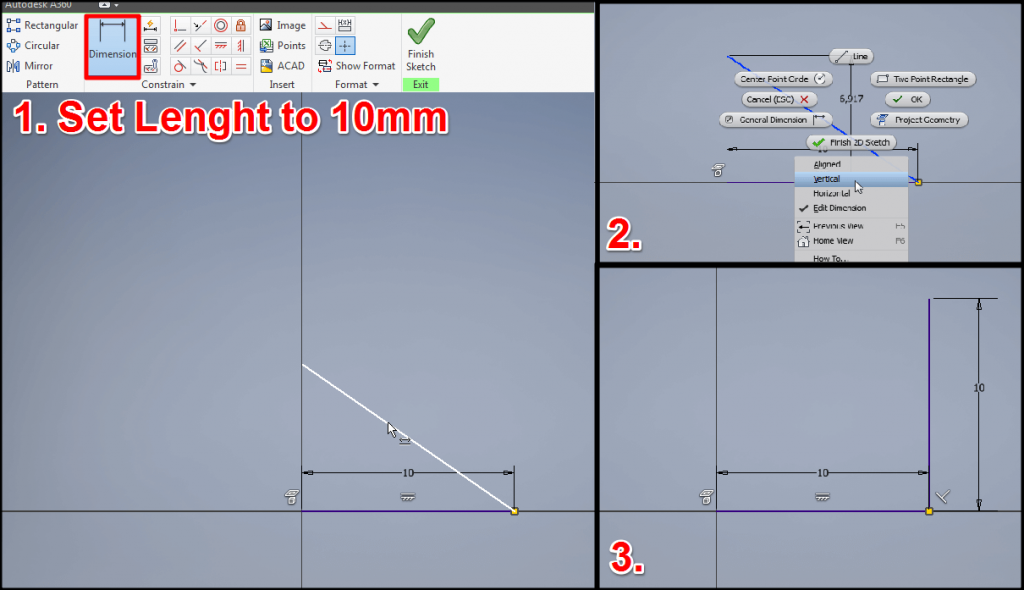 Autodesk A360
Rectangular
Circular
Mirror
Pattern
Dimension
Constrain
Image
Points
ACAD
Insert
Show Format
Format
Finish
Sketch
Exit
1. Set Lenght to 10mm
10
Line
Center Point Circle
Two Point Rectangle
Cancel (ESC)
6,917
OK
General Dimension
Project Geometry
Finish 2D Sketch
Aligned
Vertical
Horizontal
Edit Dimension
Previous View F5
Home View F6
How To...
2.
10
10
3.